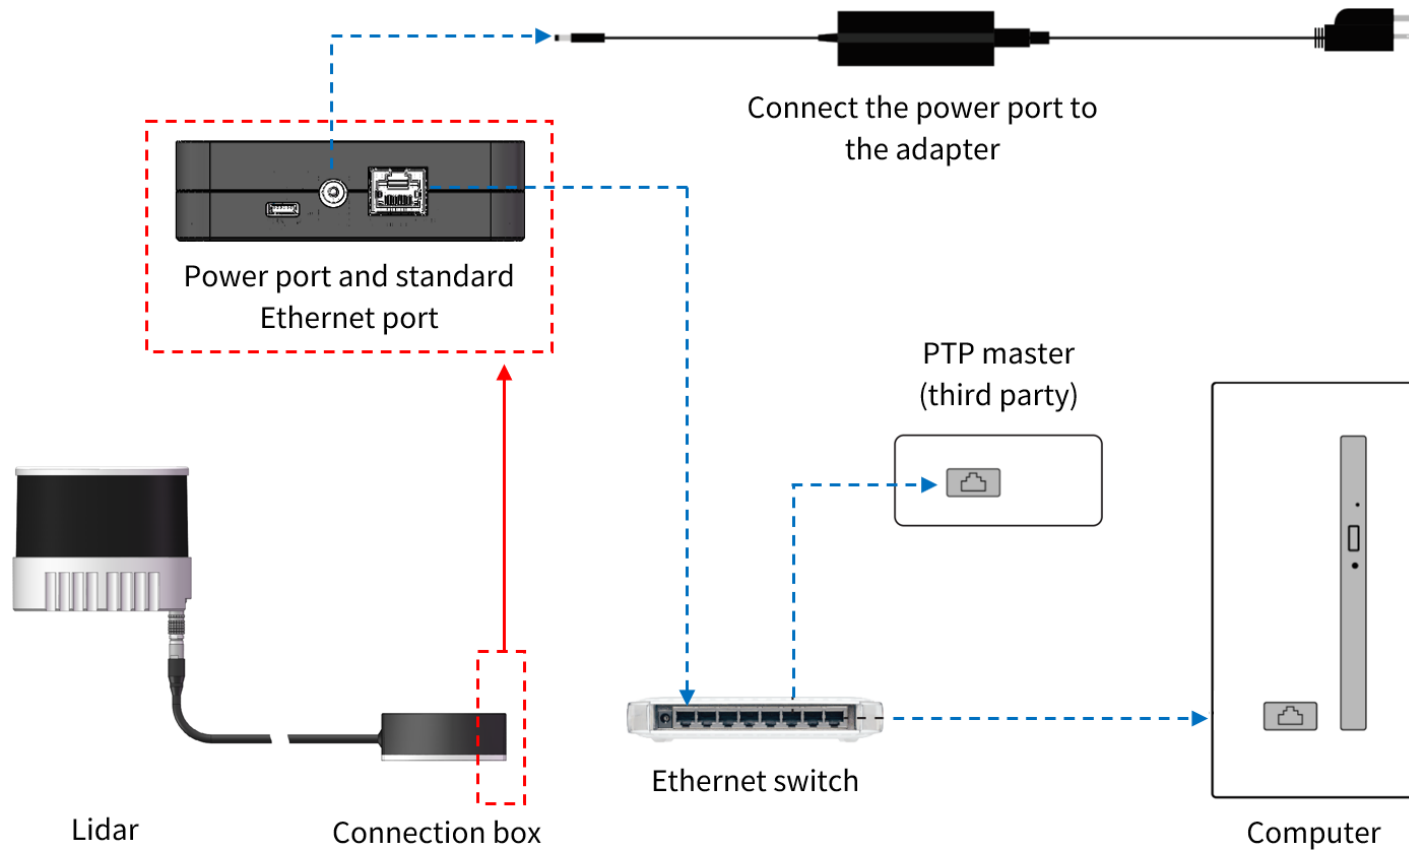 Connect the power port to
the adapter
Power port and standard
Ethernet port
PTP master
(third party)
Ethernet switch
Lidar
Connection box
Computer